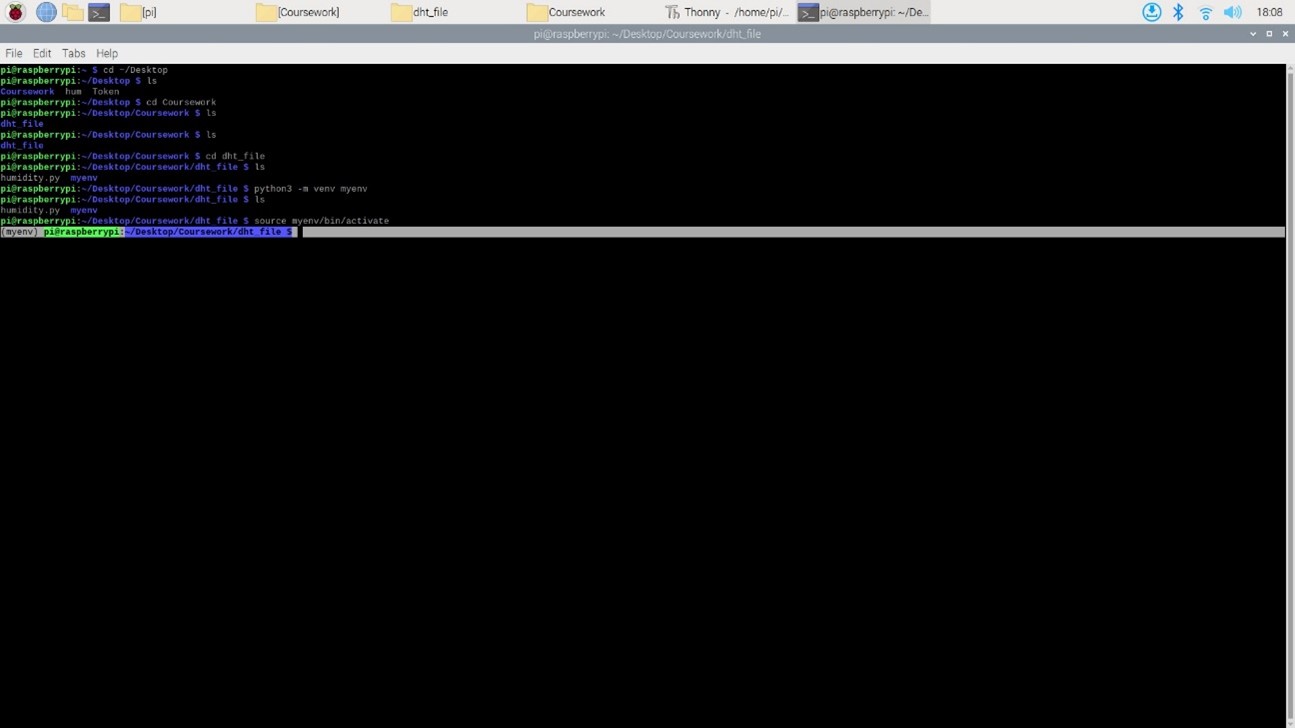 [pi] [Coursework] dht_file Coursework Thonny - /home/pi/... pi@raspberrypi: ~/De... 18:08
pi@raspberrypi: ~/Desktop/Coursework/dht_file
File Edit Tabs Help
pi@raspberrypi:~ $ cd ~/Desktop
pi@raspberrypi:~/Desktop $ ls
Coursework hum Token
pi@raspberrypi:~/Desktop $ cd Coursework
pi@raspberrypi:~/Desktop/Coursework $ ls
dht_file
pi@raspberrypi:~/Desktop/Coursework $ ls
dht_file
pi@raspberrypi:~/Desktop/Coursework $ cd dht_file
pi@raspberrypi:~/Desktop/Coursework/dht_file $ ls
humidity.py myenv
pi@raspberrypi:~/Desktop/Coursework/dht_file $ python3 -m venv myenv
pi@raspberrypi:~/Desktop/Coursework/dht_file $ ls
humidity.py myenv
pi@raspberrypi:~/Desktop/Coursework/dht_file $ source myenv/bin/activate
(myenv) pi@raspberrypi:~/Desktop/Coursework/dht_file $